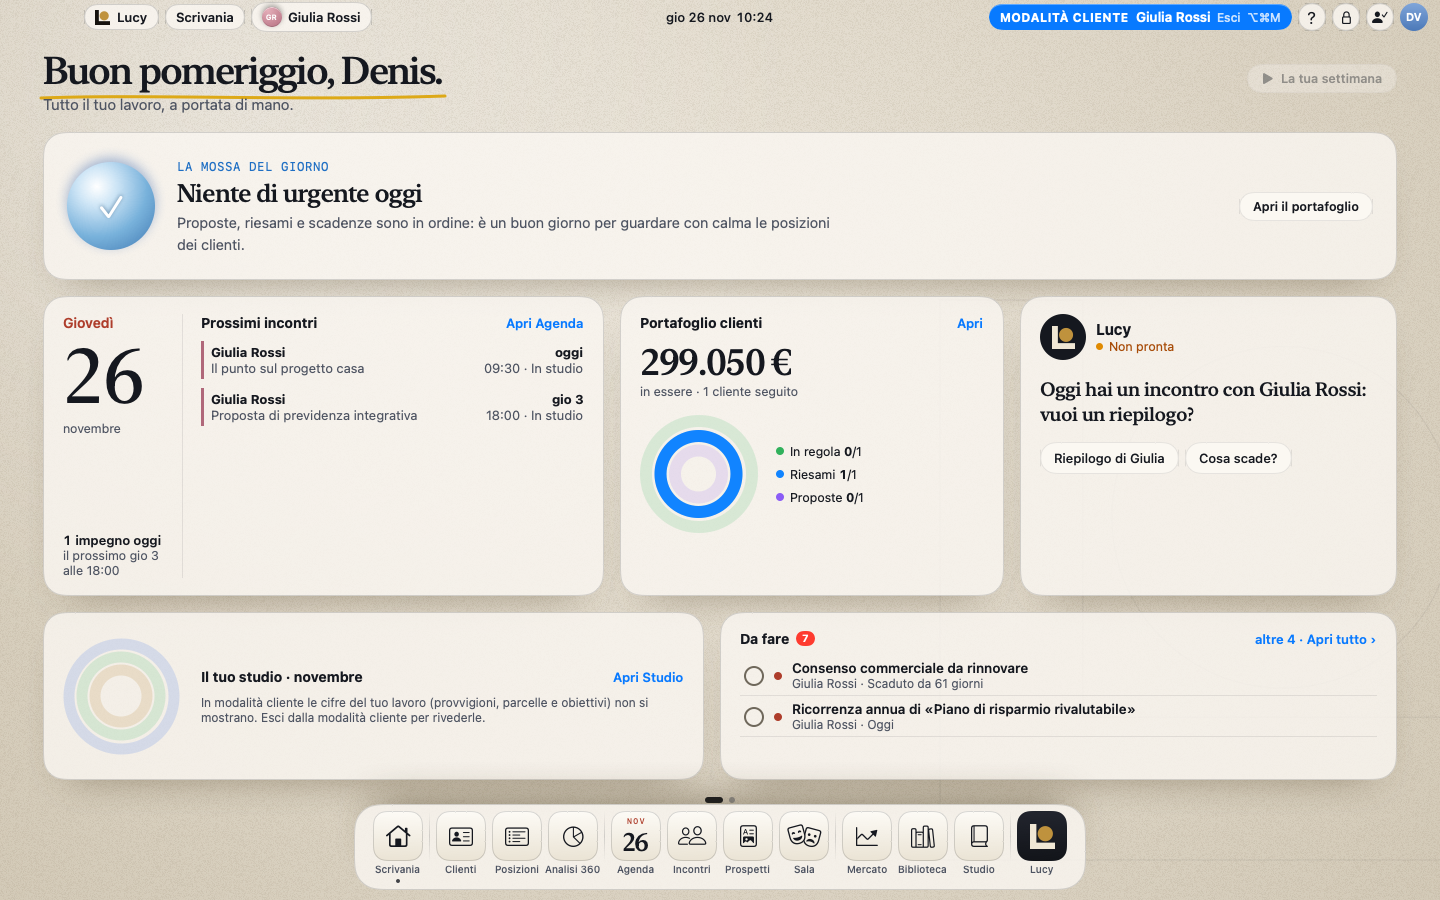 Lucy
Scrivania
GR Giulia Rossi
gio 26 nov 10:24
MODALITÀ CLIENTE Giulia Rossi Esci ⌥⌘M
?
DV
Buon pomeriggio, Denis.
Tutto il tuo lavoro, a portata di mano.
La tua settimana
LA MOSSA DEL GIORNO
Niente di urgente oggi
Proposte, riesami e scadenze sono in ordine: è un buon giorno per guardare con calma le posizioni
dei clienti.
Apri il portafoglio
Giovedì
26
novembre
1 impegno oggi
il prossimo gio 3
alle 18:00
Prossimi incontri
Apri Agenda
Giulia Rossi oggi
Il punto sul progetto casa 09:30 · In studio
Giulia Rossi gio 3
Proposta di previdenza integrativa 18:00 · In studio
Portafoglio clienti
Apri
299.050 €
in essere · 1 cliente seguito
In regola 0/1
Riesami 1/1
Proposte 0/1
Lucy
Non pronta
Oggi hai un incontro con Giulia Rossi:
vuoi un riepilogo?
Riepilogo di Giulia
Cosa scade?
Il tuo studio · novembre
Apri Studio
In modalità cliente le cifre del tuo lavoro (provvigioni, parcelle e obiettivi) non si
mostrano. Esci dalla modalità cliente per rivederle.
Da fare 7
altre 4 · Apri tutto ›
Consenso commerciale da rinnovare
Giulia Rossi · Scaduto da 61 giorni
Ricorrenza annua di «Piano di risparmio rivalutabile»
Giulia Rossi · Oggi
NOV
26
Scrivania
Clienti
Posizioni
Analisi 360
Agenda
Incontri
Prospetti
Sala
Mercato
Biblioteca
Studio
Lucy